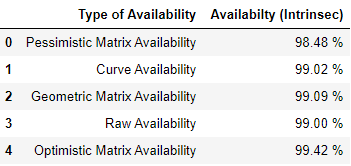 Type of Availability Availabilty (Intrinsec)
0 Pessimistic Matrix Availability 98.48 %
1 Curve Availability 99.02 %
2 Geometric Matrix Availability 99.09 %
3 Raw Availability 99.00 %
4 Optimistic Matrix Availability 99.42 %